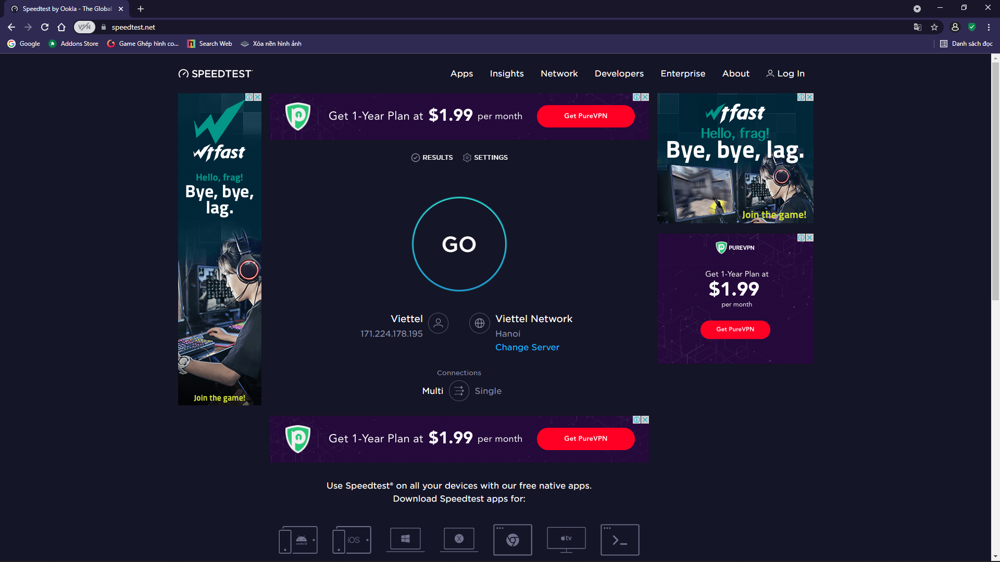 Speedtest by Ookla - The Global
VPN
speedtest.net
Google
Addons Store
Game Ghép hình co...
Search Web
Xóa nền hình ảnh
Danh sách đọc
SPEEDTEST
Apps
Insights
Network
Developers
Enterprise
About
Log In
wtfast
Hello, frag!
Bye, bye,
lag.
Join the game!
Get 1-Year Plan at $1.99 per month
Get PureVPN
RESULTS
SETTINGS
GO
Viettel
171.224.178.195
Viettel Network
Hanoi
Change Server
Connections
Multi
Single
wtfast
Hello, frag!
Bye, bye, lag.
Join the game!
PUREVPN
Get 1-Year Plan at
$1.99
per month
Get PureVPN
Get 1-Year Plan at $1.99 per month
Get PureVPN
Use Speedtest® on all your devices with our free native apps.
Download Speedtest apps for:
android
iOS
X
tv